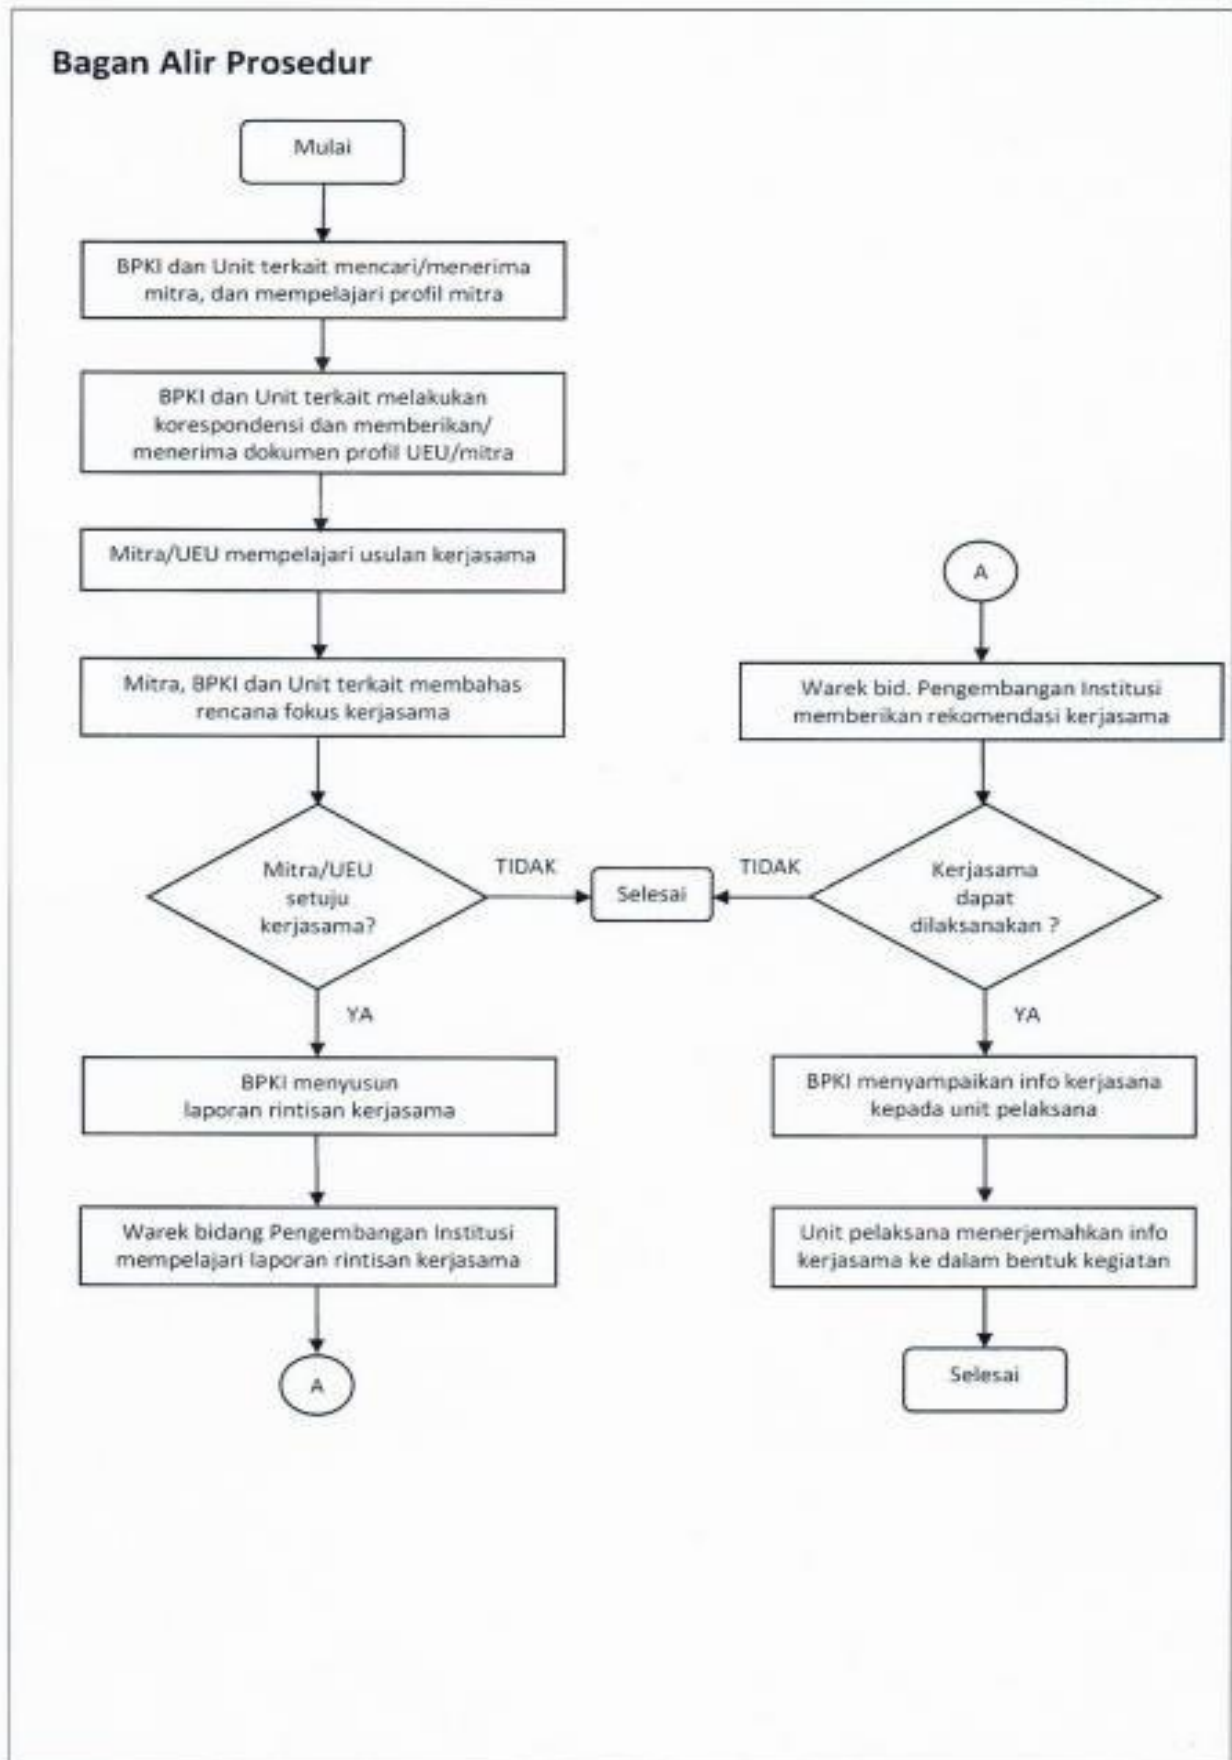 Bagan Alir Prosedur
Mulai
BPKI dan Unit terkait mencari/menerima
mitra, dan mempelajari profil mitra
BPKI dan Unit terkait melakukan
korespondensi dan memberikan/
menerima dokumen profil UEU/mitra
Mitra/UEU mempelajari usulan kerjasama
Mitra, BPKI dan Unit terkait membahas
rencana fokus kerjasama
Mitra/UEU
setuju
kerjasama?
TIDAK
Selesai
YA
BPKI menyusun
laporan rintisan kerjasama
Warek bidang Pengembangan Institusi
mempelajari laporan rintisan kerjasama
A
A
Warek bid. Pengembangan Institusi
memberikan rekomendasi kerjasama
Kerjasama
dapat
dilaksanakan ?
TIDAK
YA
BPKI menyampaikan info kerjasana
kepada unit pelaksana
Unit pelaksana menerjemahkan info
kerjasama ke dalam bentuk kegiatan
Selesai